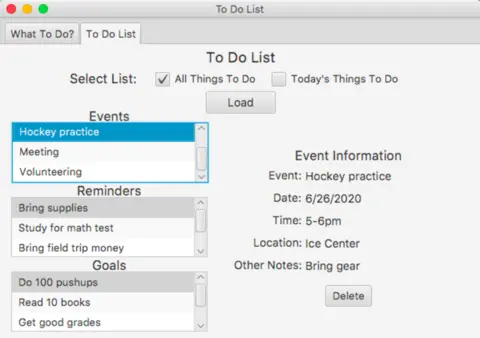 To Do List
What To Do? To Do List
To Do List
Select List: All Things To Do Today's Things To Do
Load
Events
Hockey practice
Meeting
Volunteering
Reminders
Bring supplies
Study for math test
Bring field trip money
Goals
Do 100 pushups
Read 10 books
Get good grades
Event Information
Event: Hockey practice
Date: 6/26/2020
Time: 5-6pm
Location: Ice Center
Other Notes: Bring gear
Delete